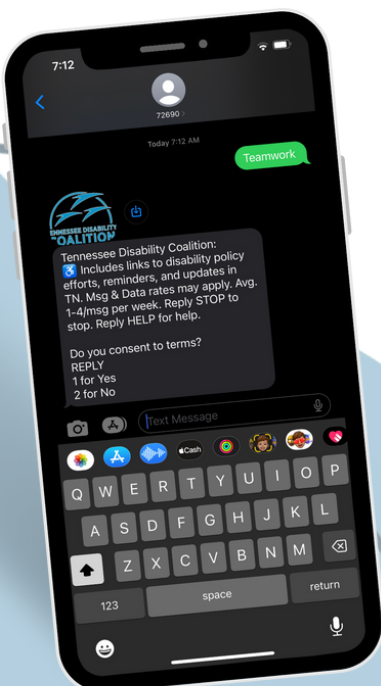 7:12
72690 >
Today 7:12 AM
Teamwork
TENNESSEE DISABILITY
COALITION
Tennessee Disability Coalition:
♿ Includes links to disability policy
efforts, reminders, and updates in
TN. Msg & Data rates may apply. Avg.
1-4/msg per week. Reply STOP to
stop. Reply HELP for help.
Do you consent to terms?
REPLY
1 for Yes
2 for No
Text Message
Cash
Q W E R T Y U I O P
A S D F G H J K L
Z X C V B N M
123 space return